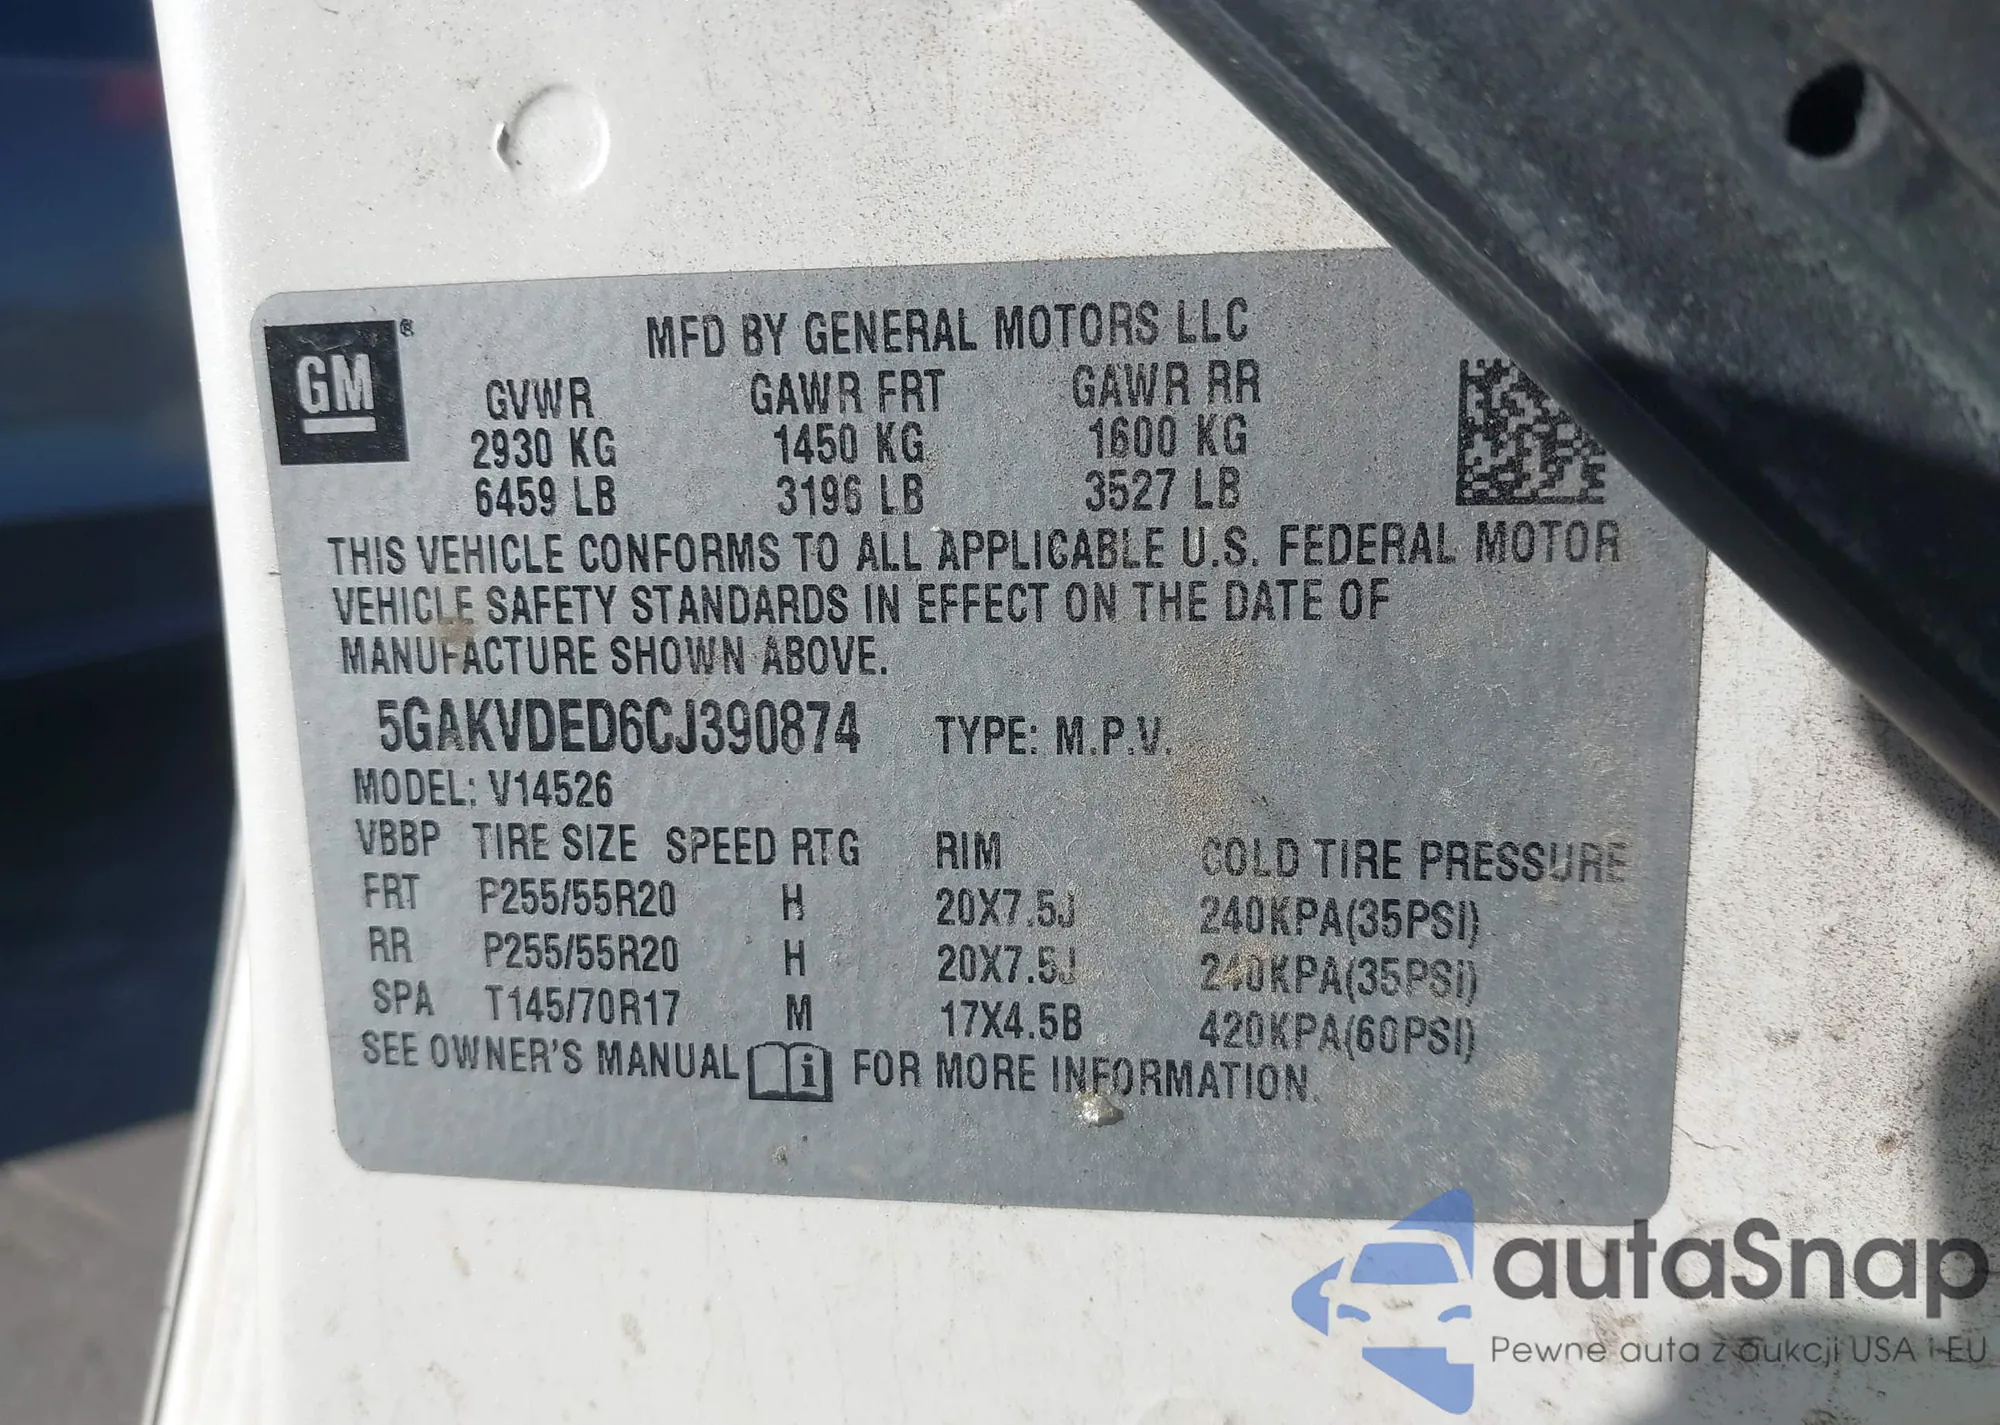 GM®
MFD BY GENERAL MOTORS LLC
GVWR GAWR FRT GAWR RR
2930 KG 1450 KG 1600 KG
6459 LB 3196 LB 3527 LB
THIS VEHICLE CONFORMS TO ALL APPLICABLE U.S. FEDERAL MOTOR
VEHICLE SAFETY STANDARDS IN EFFECT ON THE DATE OF
MANUFACTURE SHOWN ABOVE.
5GAKVDED6CJ390874 TYPE: M.P.V.
MODEL: V14526
VBBP TIRE SIZE SPEED RTG RIM COLD TIRE PRESSURE
FRT P255/55R20 H 20X7.5J 240KPA(35PSI)
RR P255/55R20 H 20X7.5J 240KPA(35PSI)
SPA T145/70R17 M 17X4.5B 420KPA(60PSI)
SEE OWNER'S MANUAL i FOR MORE INFORMATION.
autaSnap
Pewne auta z aukcji USA i EU